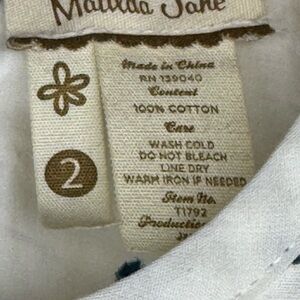 Matilda Jane
Made in China
RN 139040
Content
100% COTTON
Care
WASH COLD
DO NOT BLEACH
LINE DRY
WARM IRON IF NEEDED
Item No.
T1792
Production
2